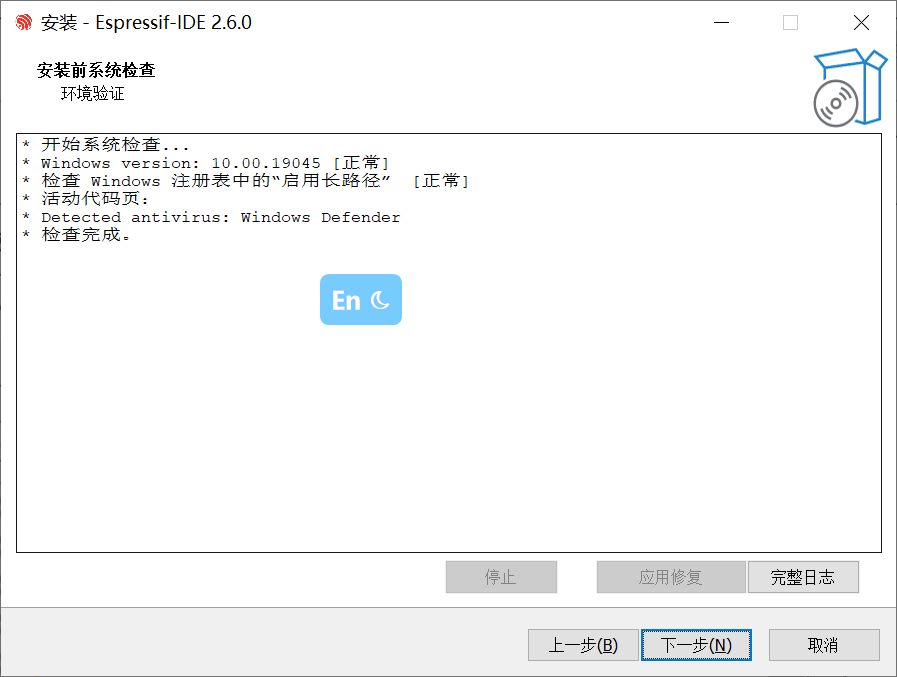 安装 - Espressif-IDE 2.6.0
安装前系统检查
环境验证
* 开始系统检查...
* Windows version: 10.00.19045 [正常]
* 检查 Windows 注册表中的“启用长路径” [正常]
* 活动代码页:
* Detected antivirus: Windows Defender
* 检查完成。
En
停止 应用修复 完整日志
上一步(B) 下一步(N) 取消